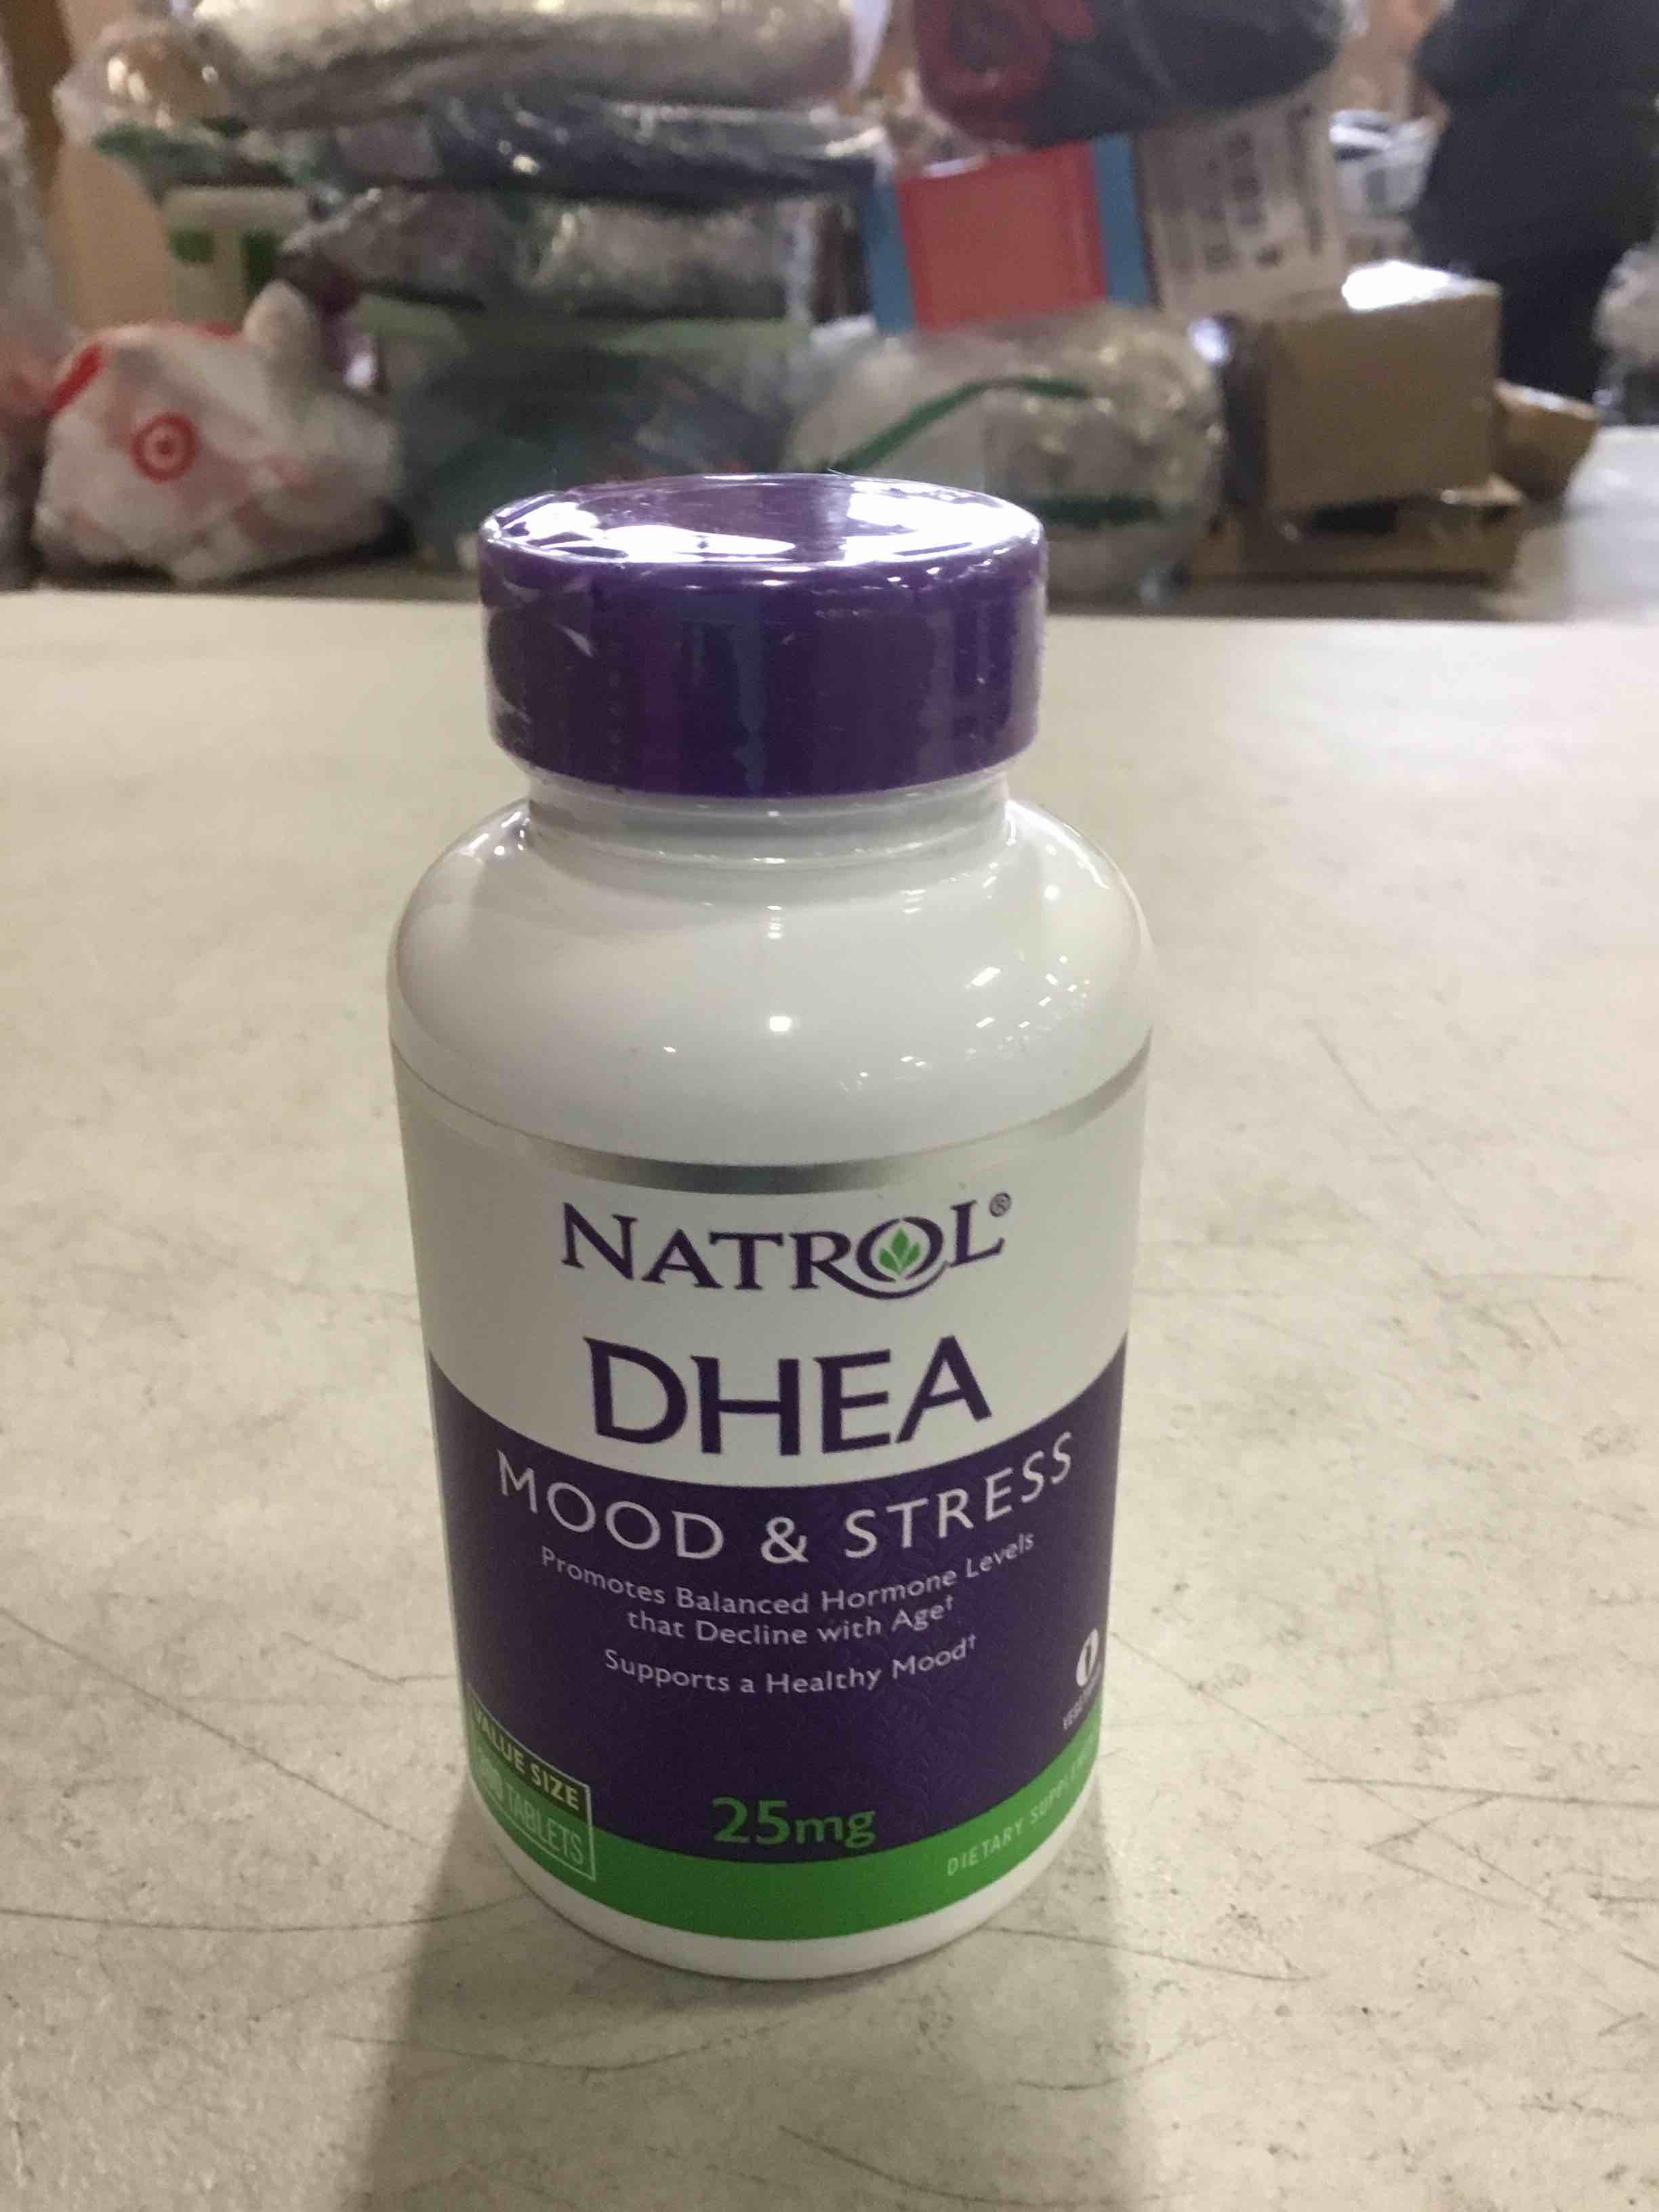 NATROL®
DHEA
MOOD & STRESS
Promotes Balanced Hormone Levels
that Decline with Age†
Supports a Healthy Mood†
VALUE SIZE
TABLETS
25mg
DIETARY